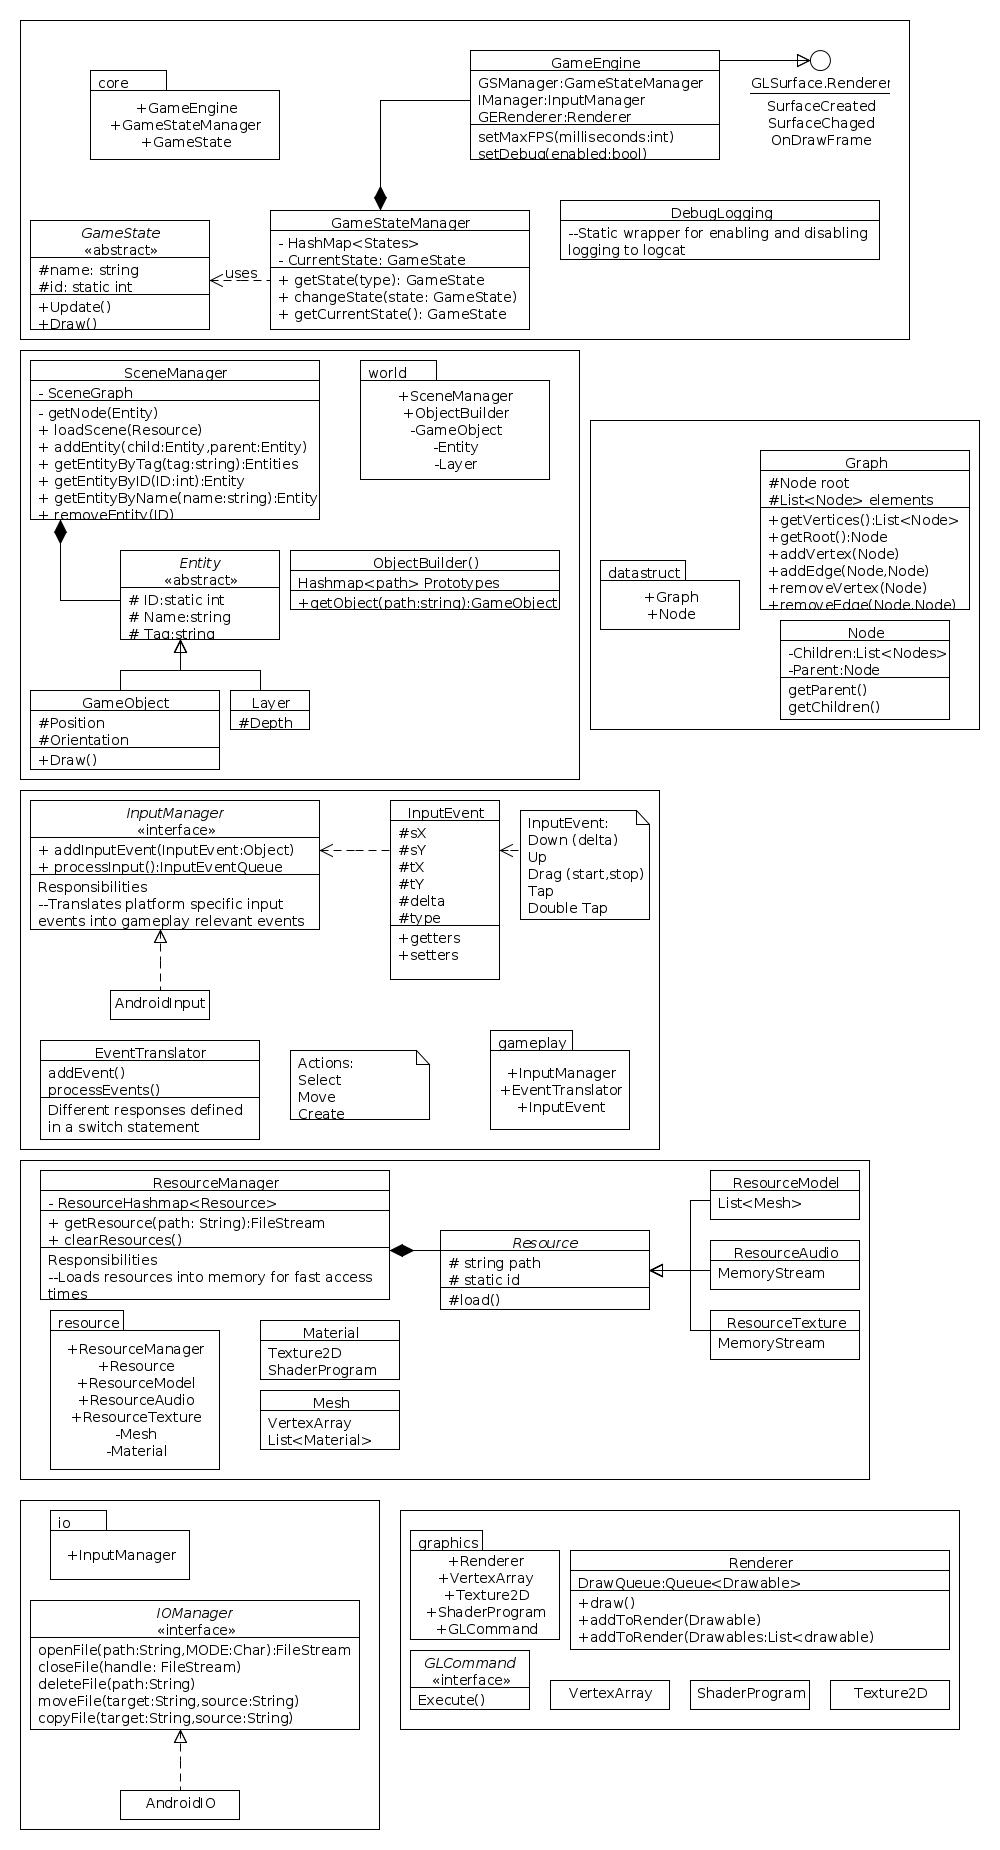 core
+GameEngine
+GameStateManager
+GameState
GameEngine
GSManager:GameStateManager
IManager:InputManager
GERenderer:Renderer
setMaxFPS(milliseconds:int)
setDebug(enabled:bool)
GLSurface.Renderer
SurfaceCreated
SurfaceChaged
OnDrawFrame
GameState
«abstract»
#name: string
#id: static int
+Update()
+Draw()
uses
GameStateManager
- HashMap<States>
- CurrentState: GameState
+ getState(type): GameState
+ changeState(state: GameState)
+ getCurrentState(): GameState
DebugLogging
--Static wrapper for enabling and disabling
logging to logcat
SceneManager
- SceneGraph
- getNode(Entity)
+ loadScene(Resource)
+ addEntity(child:Entity,parent:Entity)
+ getEntityByTag(tag:string):Entities
+ getEntityByID(ID:int):Entity
+ getEntityByName(name:string):Entity
+ removeEntity(ID)
world
+SceneManager
+ObjectBuilder
-GameObject
-Entity
-Layer
Entity
«abstract»
# ID:static int
# Name:string
# Tag:string
ObjectBuilder()
Hashmap<path> Prototypes
+getObject(path:string):GameObject
GameObject
#Position
#Orientation
+Draw()
Layer
#Depth
datastruct
+Graph
+Node
Graph
#Node root
#List<Node> elements
+getVertices():List<Node>
+getRoot():Node
+addVertex(Node)
+addEdge(Node,Node)
+removeVertex(Node)
+removeEdge(Node,Node)
Node
-Children:List<Nodes>
-Parent:Node
getParent()
getChildren()
InputManager
«interface»
+ addInputEvent(InputEvent:Object)
+ processInput():InputEventQueue
Responsibilities
--Translates platform specific input
events into gameplay relevant events
AndroidInput
InputEvent
#sX
#sY
#tX
#tY
#delta
#type
+getters
+setters
InputEvent:
Down (delta)
Up
Drag (start,stop)
Tap
Double Tap
EventTranslator
addEvent()
processEvents()
Different responses defined
in a switch statement
Actions:
Select
Move
Create
gameplay
+InputManager
+EventTranslator
+InputEvent
ResourceManager
- ResourceHashmap<Resource>
+ getResource(path: String):FileStream
+ clearResources()
Responsibilities
--Loads resources into memory for fast access
times
Resource
# string path
# static id
#load()
ResourceModel
List<Mesh>
ResourceAudio
MemoryStream
ResourceTexture
MemoryStream
resource
+ResourceManager
+Resource
+ResourceModel
+ResourceAudio
+ResourceTexture
-Mesh
-Material
Material
Texture2D
ShaderProgram
Mesh
VertexArray
List<Material>
io
+InputManager
IOManager
«interface»
openFile(path:String,MODE:Char):FileStream
closeFile(handle: FileStream)
deleteFile(path:String)
moveFile(target:String,source:String)
copyFile(target:String,source:String)
AndroidIO
graphics
+Renderer
+VertexArray
+Texture2D
+ShaderProgram
+GLCommand
Renderer
DrawQueue:Queue<Drawable>
+draw()
+addToRender(Drawable)
+addToRender(Drawables:List<drawable)
GLCommand
«interface»
Execute()
VertexArray
ShaderProgram
Texture2D